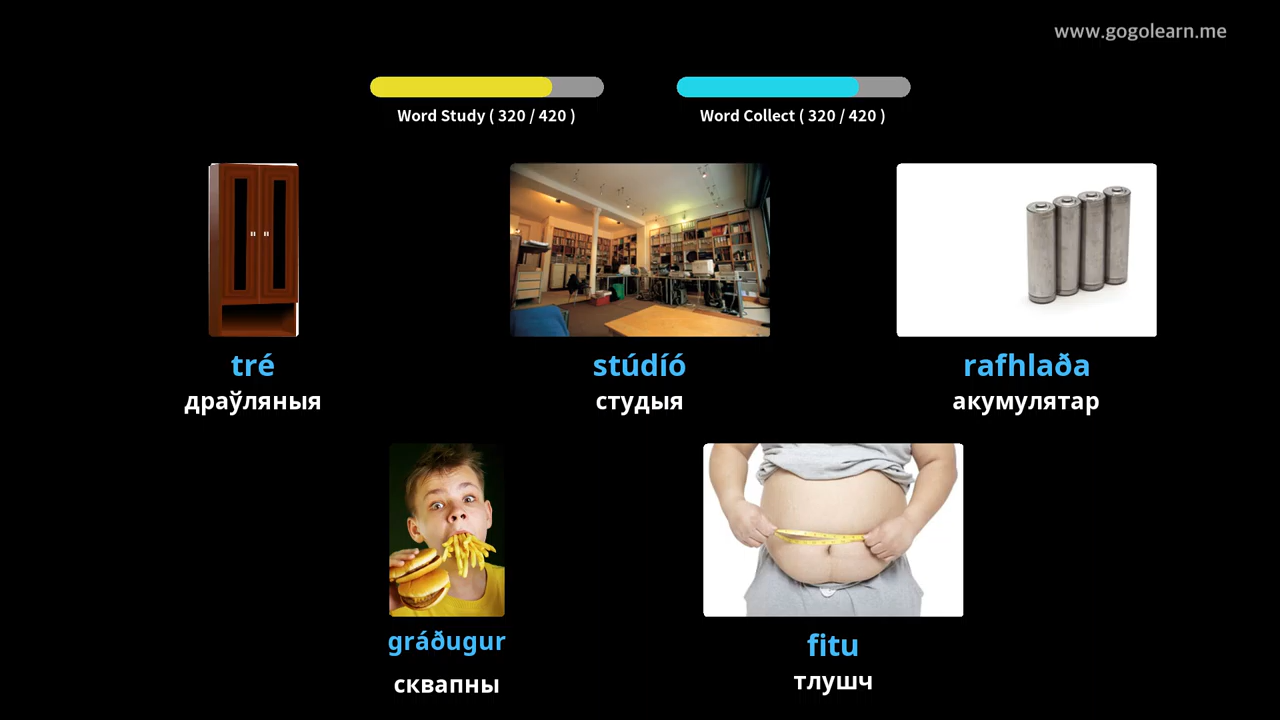 www.gogolearn.me
Word Study ( 320 / 420 )
Word Collect ( 320 / 420 )
tré
драўляныя
stúdíó
студыя
rafhlaða
акумулятар
gráðugur
сквапны
fitu
тлушч